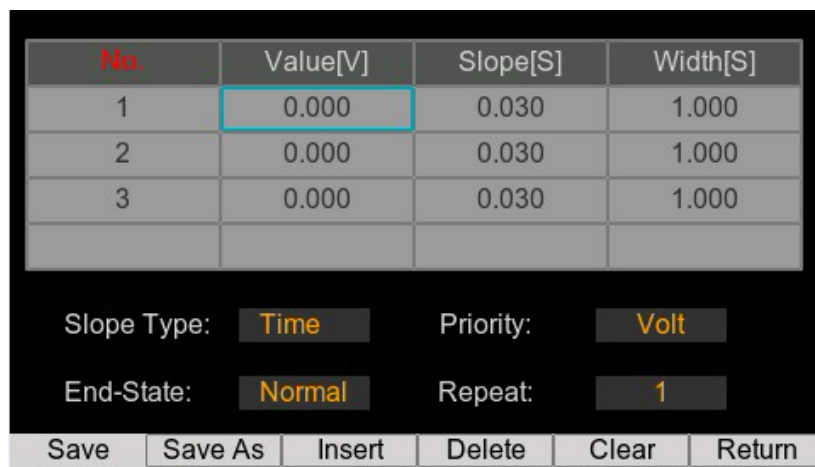 No. Value[V] Slope[S] Width[S]
1 0.000 0.030 1.000
2 0.000 0.030 1.000
3 0.000 0.030 1.000
Slope Type: Time Priority: Volt
End-State: Normal Repeat: 1
Save Save As Insert Delete Clear Return